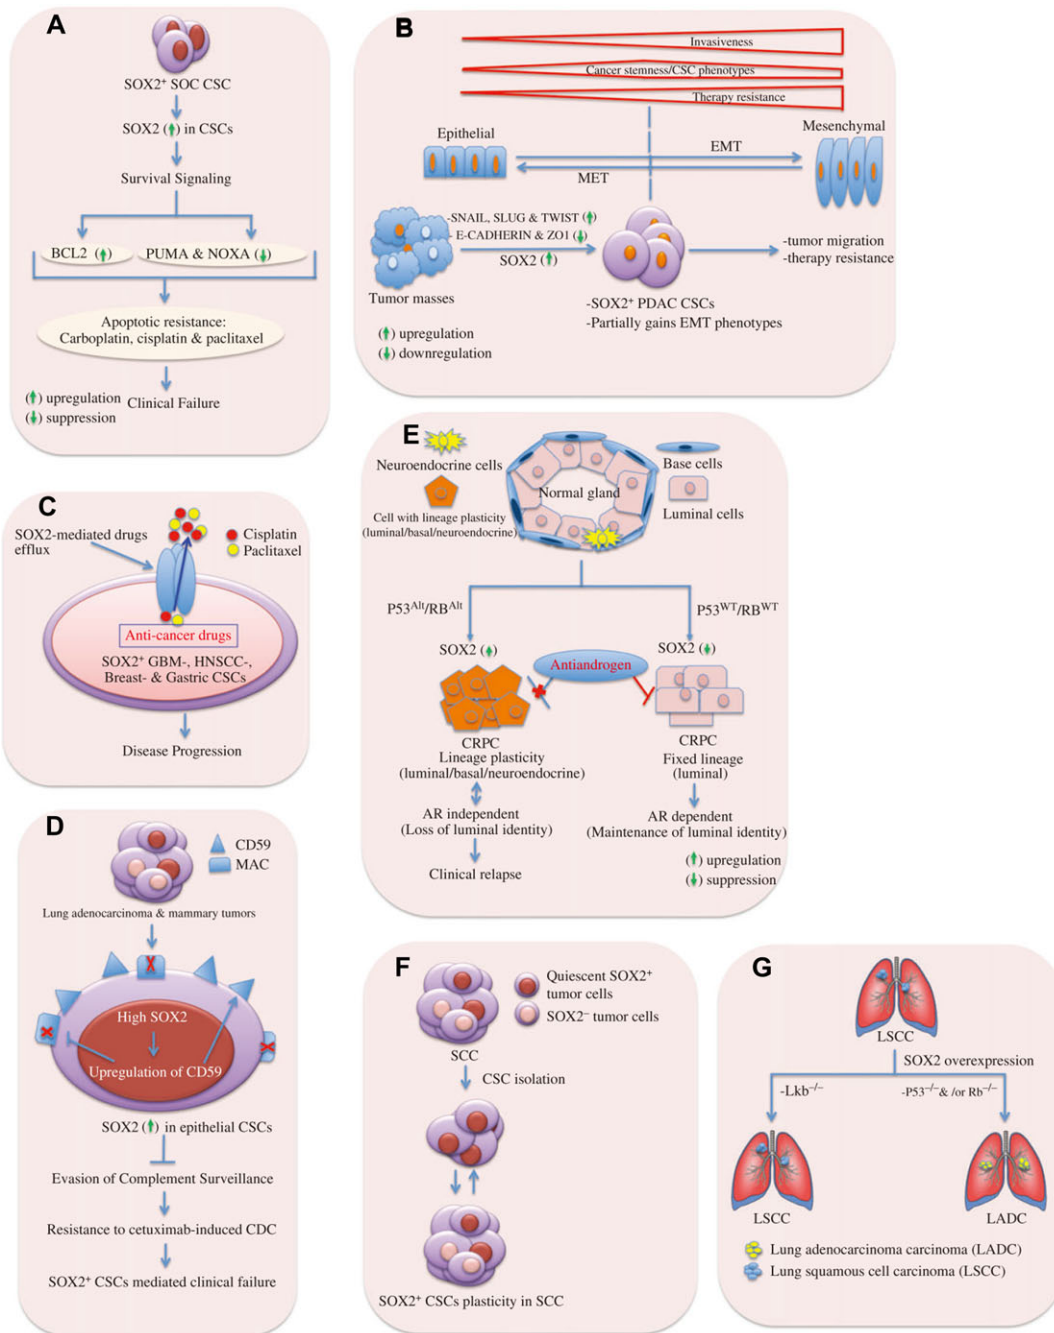 A
SOX2⁺ SOC CSC
SOX2 (↑) in CSCs
Survival Signaling
BCL2 (↑)
PUMA & NOXA (↓)
Apoptotic resistance:
Carboplatin, cisplatin & paclitaxel
(↑) upregulation
(↓) suppression
Clinical Failure
B
Invasiveness
Cancer stemness/CSC phenotypes
Therapy resistance
Epithelial
Mesenchymal
EMT
MET
-SNAIL, SLUG & TWIST (↑)
- E-CADHERIN & ZO1 (↓)
SOX2 (↑)
Tumor masses
-tumor migration
-therapy resistance
-SOX2⁺ PDAC CSCs
-Partially gains EMT phenotypes
(↑) upregulation
(↓) downregulation
C
SOX2-mediated drugs
efflux
Cisplatin
Paclitaxel
Anti-cancer drugs
SOX2⁺ GBM-, HNSCC-,
Breast- & Gastric CSCs
Disease Progression
D
CD59
MAC
Lung adenocarcinoma & mammary tumors
High SOX2
Upregulation of CD59
SOX2 (↑) in epithelial CSCs
Evasion of Complement Surveillance
Resistance to cetuximab-induced CDC
SOX2⁺ CSCs mediated clinical failure
E
Neuroendocrine cells
Cell with lineage plasticity
(luminal/basal/neuroendocrine)
Normal gland
Base cells
Luminal cells
P53ᴬˡᵗ/RBᴬˡᵗ
P53ᵂᵀ/RBᵂᵀ
SOX2 (↑)
SOX2 (↓)
Antiandrogen
CRPC
Lineage plasticity
(luminal/basal/neuroendocrine)
AR independent
(Loss of luminal identity)
Clinical relapse
CRPC
Fixed lineage
(luminal)
AR dependent
(Maintenance of luminal identity)
(↑) upregulation
(↓) suppression
F
Quiescent SOX2⁺
tumor cells
SOX2⁻ tumor cells
SCC
CSC isolation
SOX2⁺ CSCs plasticity in SCC
G
LSCC
SOX2 overexpression
-Lkb⁻/⁻
-P53⁻/⁻& /or Rb⁻/⁻
LSCC
LADC
Lung adenocarcinoma carcinoma (LADC)
Lung squamous cell carcinoma (LSCC)